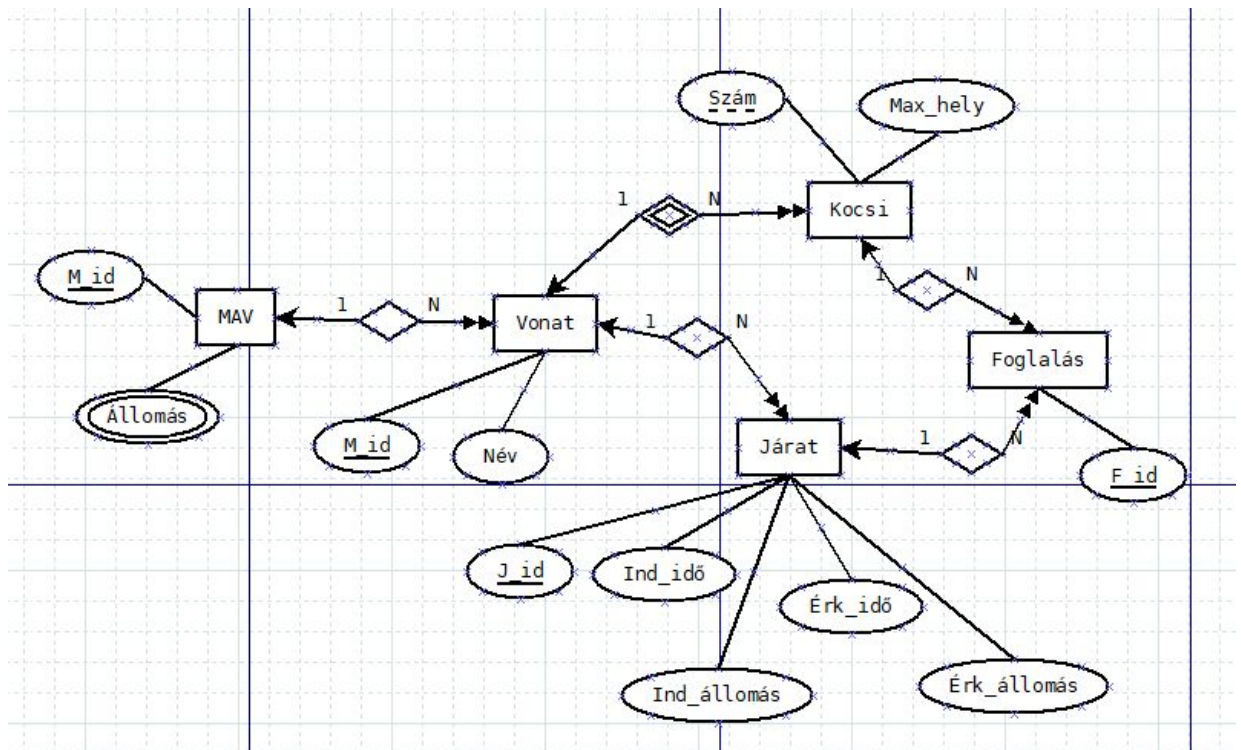 Szám
Max_hely
1
N
Kocsi
M_id
1
N
MAV
1
N
Vonat
1
N
Foglalás
Állomás
M_id
Név
Járat
1
N
F_id
J_id
Ind_idő
Érk_idő
Ind_állomás
Érk_állomás